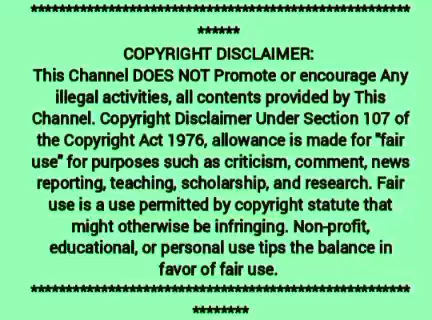 ******************************************************
******
COPYRIGHT DISCLAIMER:
This Channel DOES NOT Promote or encourage Any
illegal activities, all contents provided by This
Channel. Copyright Disclaimer Under Section 107 of
the Copyright Act 1976, allowance is made for "fair
use" for purposes such as criticism, comment, news
reporting, teaching, scholarship, and research. Fair
use is a use permitted by copyright statute that
might otherwise be infringing. Non-profit,
educational, or personal use tips the balance in
favor of fair use.
******************************************************
********